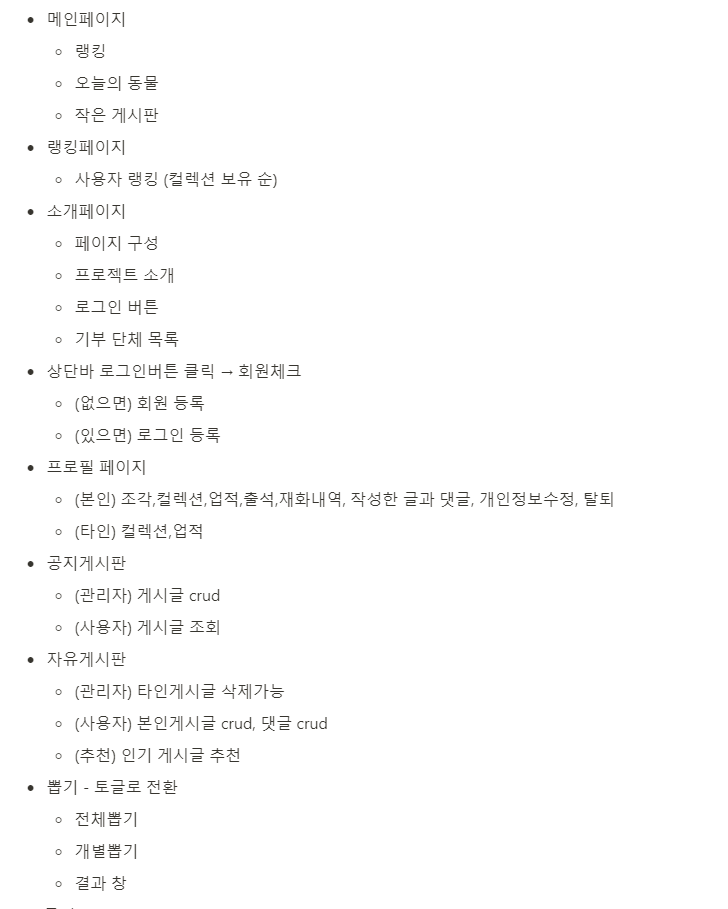 • 메인페이지
◦ 랭킹
◦ 오늘의 동물
◦ 작은 게시판
• 랭킹페이지
◦ 사용자 랭킹 (컬렉션 보유 순)
• 소개페이지
◦ 페이지 구성
◦ 프로젝트 소개
◦ 로그인 버튼
◦ 기부 단체 목록
• 상단바 로그인버튼 클릭 → 회원체크
◦ (없으면) 회원 등록
◦ (있으면) 로그인 등록
• 프로필 페이지
◦ (본인) 조각,컬렉션,업적,출석,재화내역, 작성한 글과 댓글, 개인정보수정, 탈퇴
◦ (타인) 컬렉션,업적
• 공지게시판
◦ (관리자) 게시글 crud
◦ (사용자) 게시글 조회
• 자유게시판
◦ (관리자) 타인게시글 삭제가능
◦ (사용자) 본인게시글 crud, 댓글 crud
◦ (추천) 인기 게시글 추천
• 뽑기 - 토글로 전환
◦ 전체뽑기
◦ 개별뽑기
◦ 결과 창